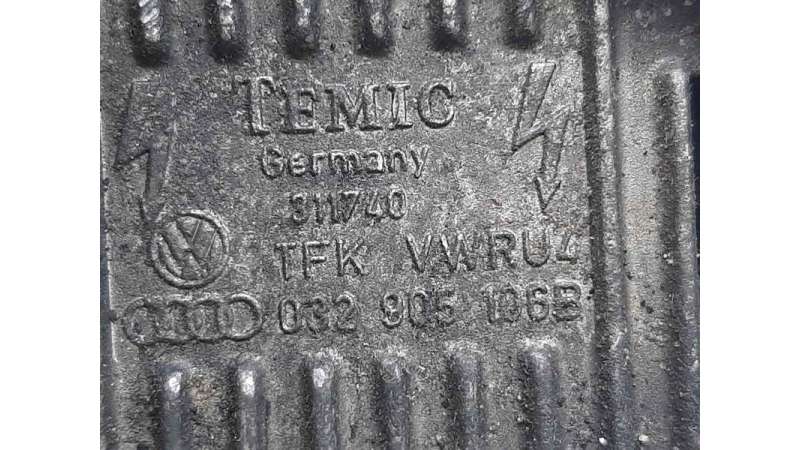 TEMIC
Germany
311740
TFK VWRU4
032 905 106B